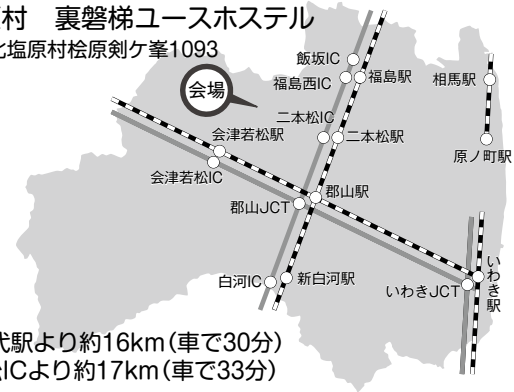 村 裏磐梯ユースホステル
塩原村桧原剣ケ峯1093
飯坂IC
福島西IC
福島駅
相馬駅
会場
二本松IC
二本松駅
会津若松駅
原ノ町駅
会津若松IC
郡山駅
郡山JCT
白河IC
新白河駅
いわきJCT
いわき駅
駅より約16km(車で30分)
ICより約17km(車で33分)